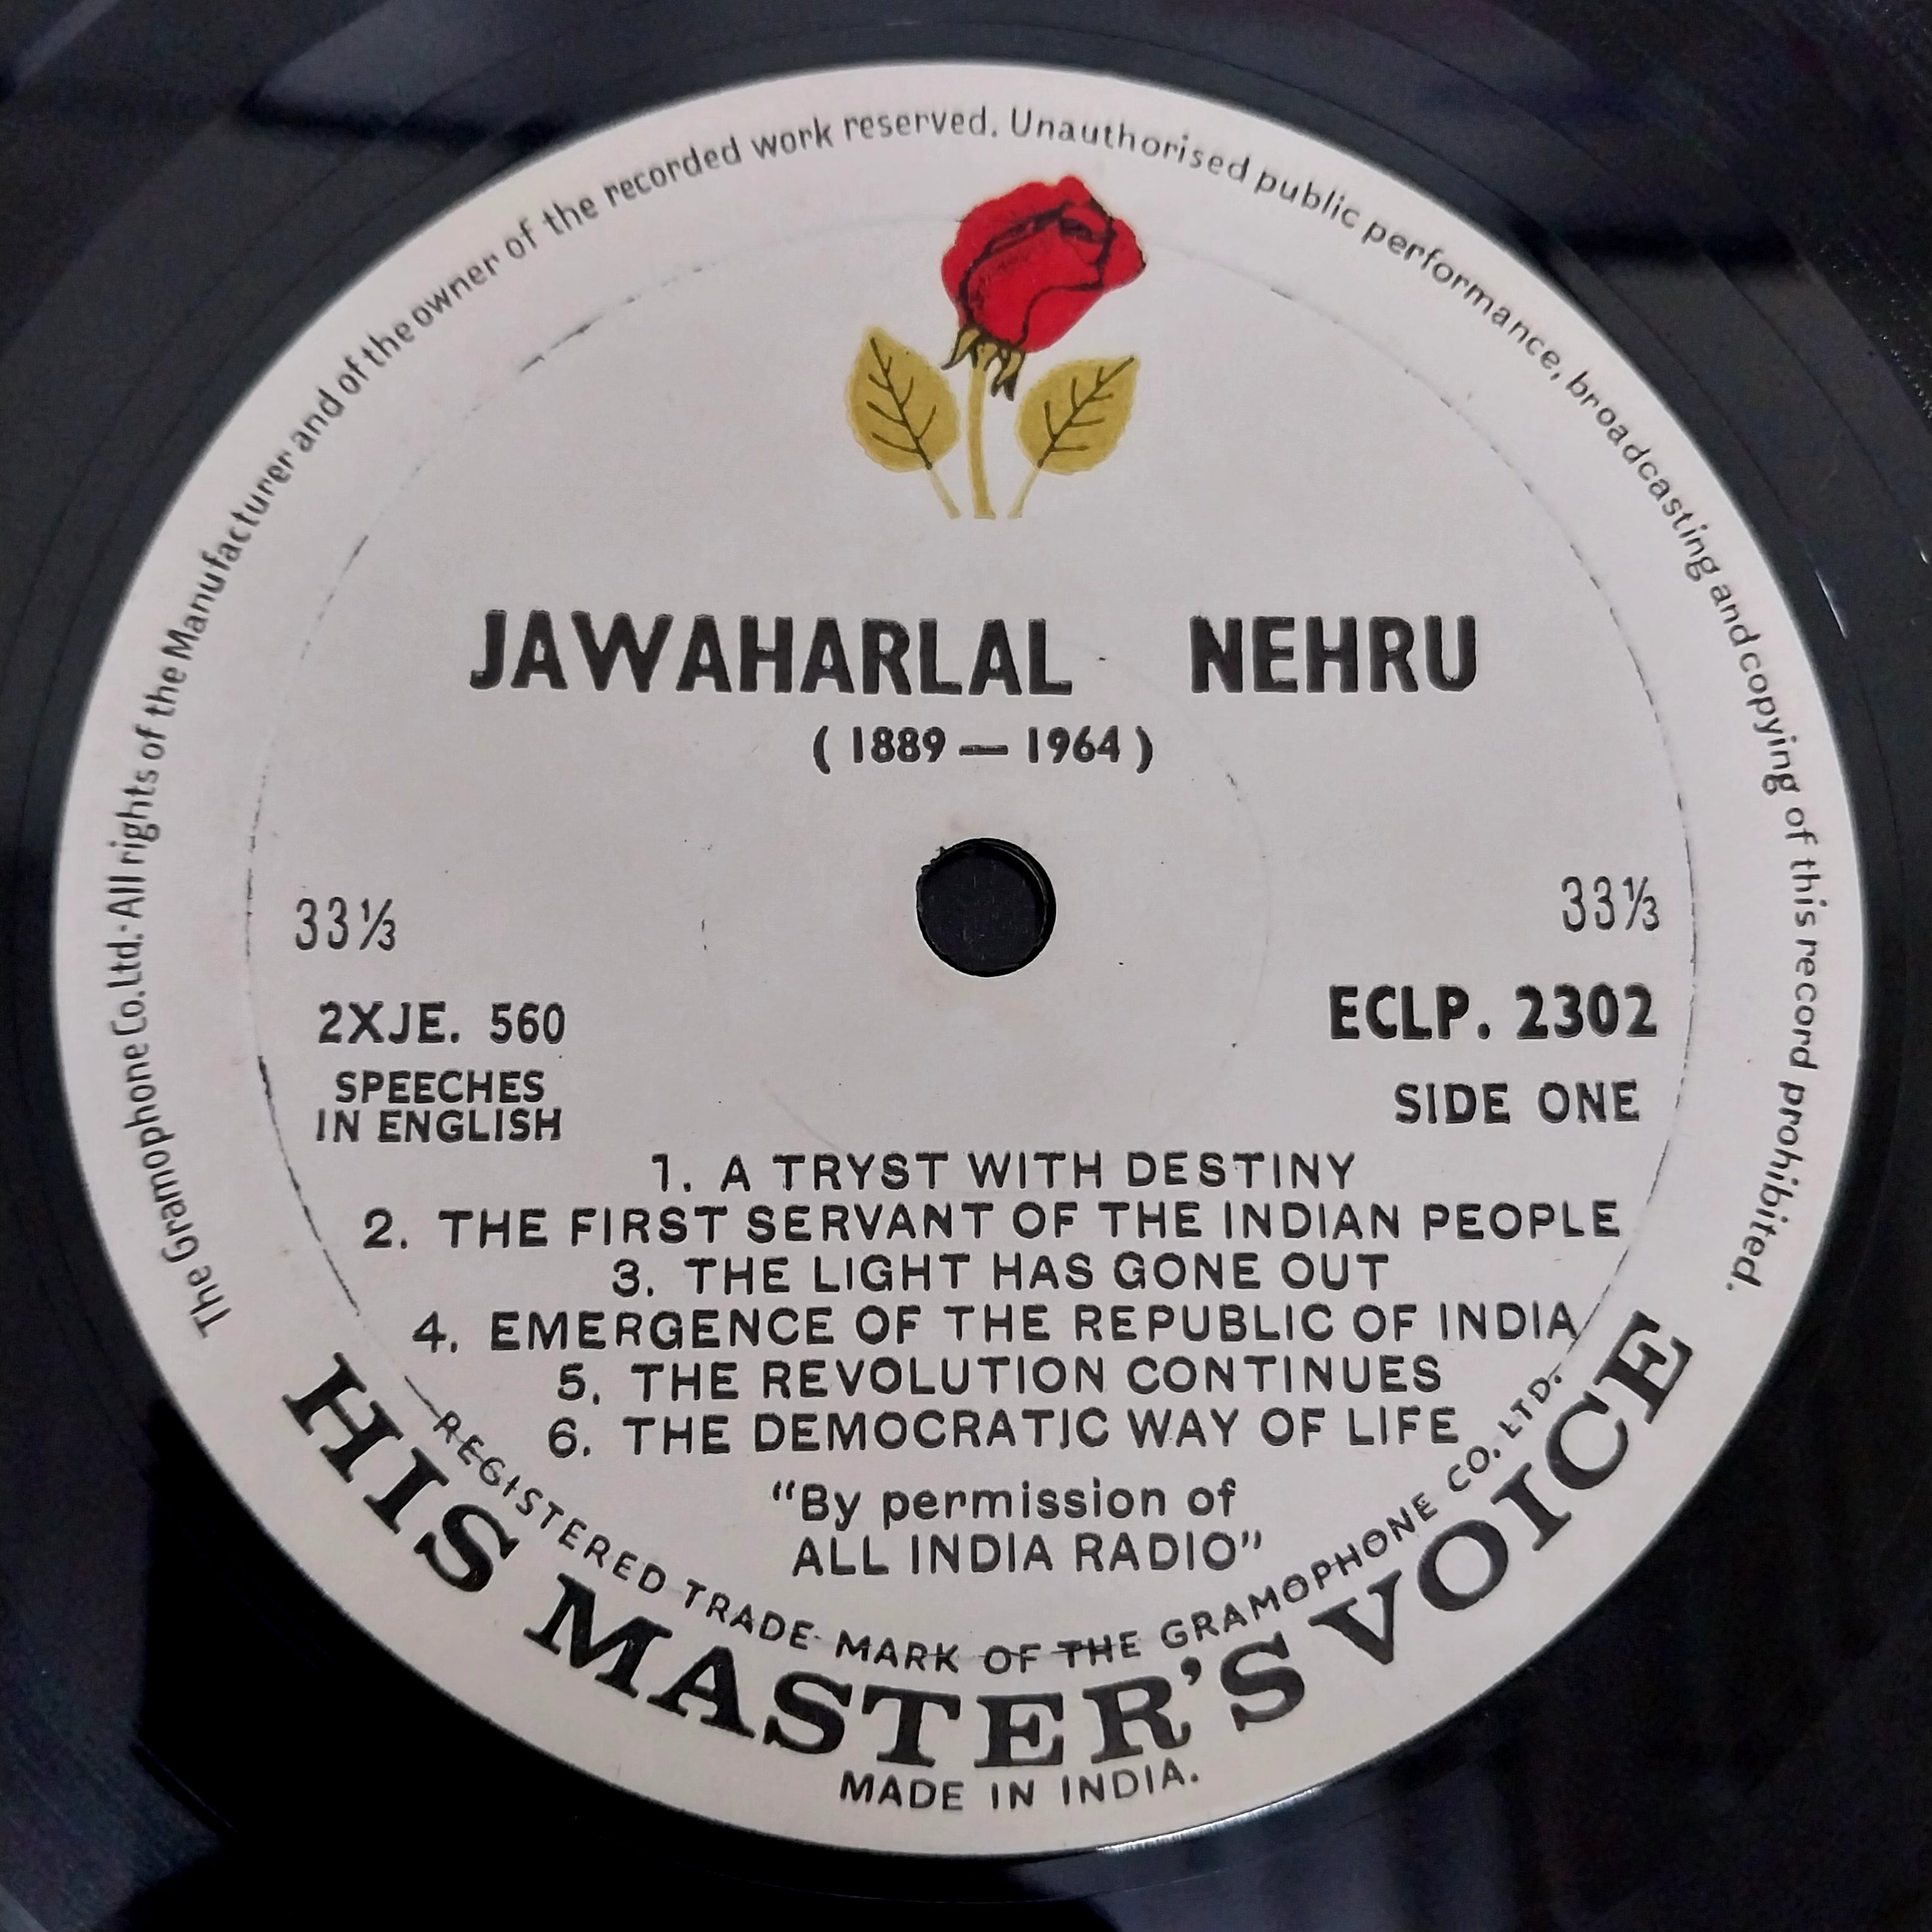 The Gramophone Co. Ltd. All rights of the Manufacturer and of the owner of the recorded work reserved. Unauthorised public performance, broadcasting and copying of this record prohibited.
JAWAHARLAL NEHRU
(1889 — 1964)
33⅓
33⅓
2XJE. 560
ECLP. 2302
SPEECHES
IN ENGLISH
SIDE ONE
1. A TRYST WITH DESTINY
2. THE FIRST SERVANT OF THE INDIAN PEOPLE
3. THE LIGHT HAS GONE OUT
4. EMERGENCE OF THE REPUBLIC OF INDIA
5. THE REVOLUTION CONTINUES
6. THE DEMOCRATIC WAY OF LIFE
“By permission of
ALL INDIA RADIO”
REGISTERED TRADE MARK OF THE GRAMOPHONE CO. LTD.
HIS MASTER'S VOICE
MADE IN INDIA.